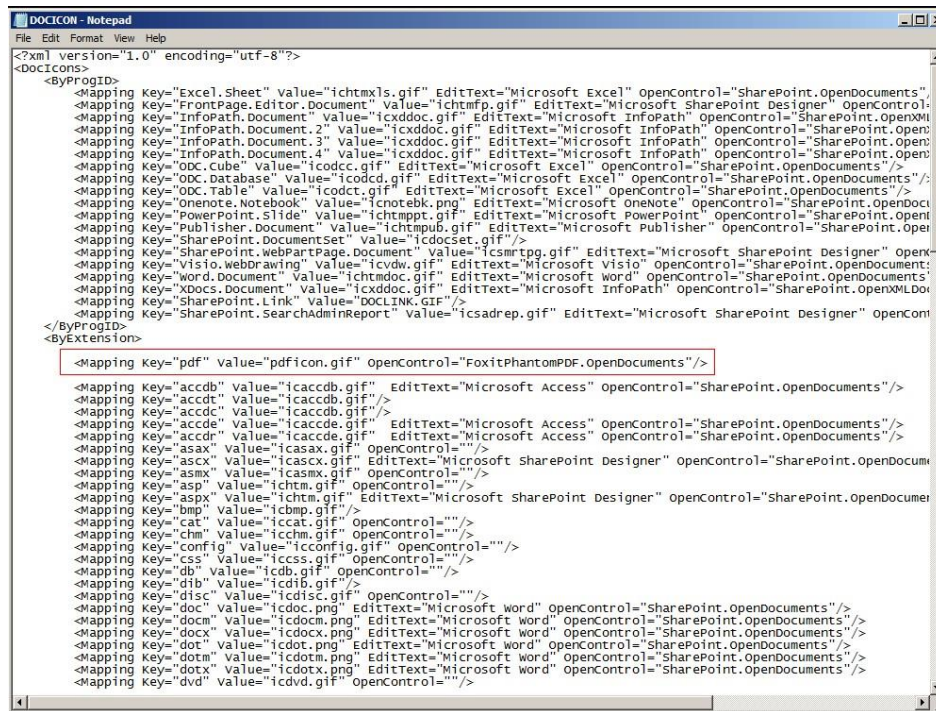 DOCICON - Notepad
File Edit Format View Help
<?xml version="1.0" encoding="utf-8"?>
<DocIcons>
<ByProgID>
<Mapping Key="Excel.Sheet" Value="ichtmxls.gif" EditText="Microsoft Excel" OpenControl="SharePoint.OpenDocuments"/
<Mapping Key="FrontPage.Editor.Document" Value="ichtmfp.gif" EditText="Microsoft SharePoint Designer" OpenControl=
<Mapping Key="InfoPath.Document" Value="icxddoc.gif" EditText="Microsoft InfoPath" OpenControl="SharePoint.OpenXML
<Mapping Key="InfoPath.Document.2" Value="icxddoc.gif" EditText="Microsoft InfoPath" OpenControl="SharePoint.OpenX
<Mapping Key="InfoPath.Document.3" Value="icxddoc.gif" EditText="Microsoft InfoPath" OpenControl="SharePoint.OpenX
<Mapping Key="InfoPath.Document.4" Value="icxddoc.gif" EditText="Microsoft InfoPath" OpenControl="SharePoint.OpenX
<Mapping Key="ODC.Cube" Value="icodcc.gif" EditText="Microsoft Excel" OpenControl="SharePoint.OpenDocuments"/>
<Mapping Key="ODC.Database" Value="icodcd.gif" EditText="Microsoft Excel" OpenControl="SharePoint.OpenDocuments"/>
<Mapping Key="ODC.Table" Value="icodct.gif" EditText="Microsoft Excel" OpenControl="SharePoint.OpenDocuments"/>
<Mapping Key="Onenote.Notebook" Value="icnotebk.png" EditText="Microsoft OneNote" OpenControl="SharePoint.OpenDocu
<Mapping Key="PowerPoint.Slide" Value="ichtmppt.gif" EditText="Microsoft PowerPoint" OpenControl="SharePoint.OpenD
<Mapping Key="Publisher.Document" Value="ichtmpub.gif" EditText="Microsoft Publisher" OpenControl="SharePoint.Open
<Mapping Key="SharePoint.DocumentSet" Value="icdocset.gif"/>
<Mapping Key="SharePoint.WebPartPage.Document" Value="icsmrtpg.gif" EditText="Microsoft SharePoint Designer" OpenC
<Mapping Key="Visio.WebDrawing" Value="icvdw.gif" EditText="Microsoft Visio" OpenControl="SharePoint.OpenDocuments
<Mapping Key="Word.Document" Value="ichtmdoc.gif" EditText="Microsoft Word" OpenControl="SharePoint.OpenDocuments"
<Mapping Key="XDocs.Document" Value="icxddoc.gif" EditText="Microsoft InfoPath" OpenControl="SharePoint.OpenXMLDoc
<Mapping Key="SharePoint.Link" Value="DOCLINK.GIF"/>
<Mapping Key="SharePoint.SearchAdminReport" Value="icsadrep.gif" EditText="Microsoft SharePoint Designer" OpenCont
</ByProgID>
<ByExtension>
<Mapping Key="pdf" Value="pdficon.gif" OpenControl="FoxitPhantomPDF.OpenDocuments"/>
<Mapping Key="accdb" Value="icaccdb.gif" EditText="Microsoft Access" OpenControl="SharePoint.OpenDocuments"/>
<Mapping Key="accdt" Value="icaccdb.gif"/>
<Mapping Key="accdc" Value="icaccdb.gif"/>
<Mapping Key="accde" Value="icaccde.gif" EditText="Microsoft Access" OpenControl="SharePoint.OpenDocuments"/>
<Mapping Key="accdr" Value="icaccde.gif" EditText="Microsoft Access" OpenControl="SharePoint.OpenDocuments"/>
<Mapping Key="asax" Value="icasax.gif" OpenControl=""/>
<Mapping Key="ascx" Value="icascx.gif" EditText="Microsoft SharePoint Designer" OpenControl="SharePoint.OpenDocume
<Mapping Key="asmx" Value="icasmx.gif" OpenControl=""/>
<Mapping Key="asp" Value="ichtm.gif" OpenControl=""/>
<Mapping Key="aspx" Value="ichtm.gif" EditText="Microsoft SharePoint Designer" OpenControl="SharePoint.OpenDocumen
<Mapping Key="bmp" Value="icbmp.gif"/>
<Mapping Key="cat" Value="iccat.gif" OpenControl=""/>
<Mapping Key="chm" Value="icchm.gif" OpenControl=""/>
<Mapping Key="config" Value="icconfig.gif" OpenControl=""/>
<Mapping Key="css" Value="iccss.gif" OpenControl=""/>
<Mapping Key="db" Value="icdb.gif" OpenControl=""/>
<Mapping Key="dib" Value="icdib.gif"/>
<Mapping Key="disc" Value="icdisc.gif" OpenControl=""/>
<Mapping Key="doc" Value="icdoc.png" EditText="Microsoft Word" OpenControl="SharePoint.OpenDocuments"/>
<Mapping Key="docm" Value="icdocm.png" EditText="Microsoft Word" OpenControl="SharePoint.OpenDocuments"/>
<Mapping Key="docx" Value="icdocx.png" EditText="Microsoft Word" OpenControl="SharePoint.OpenDocuments"/>
<Mapping Key="dot" Value="icdot.png" EditText="Microsoft Word" OpenControl="SharePoint.OpenDocuments"/>
<Mapping Key="dotm" Value="icdotm.png" EditText="Microsoft Word" OpenControl="SharePoint.OpenDocuments"/>
<Mapping Key="dotx" Value="icdotx.png" EditText="Microsoft Word" OpenControl="SharePoint.OpenDocuments"/>
<Mapping Key="dvd" Value="icdvd.gif" OpenControl=""/>